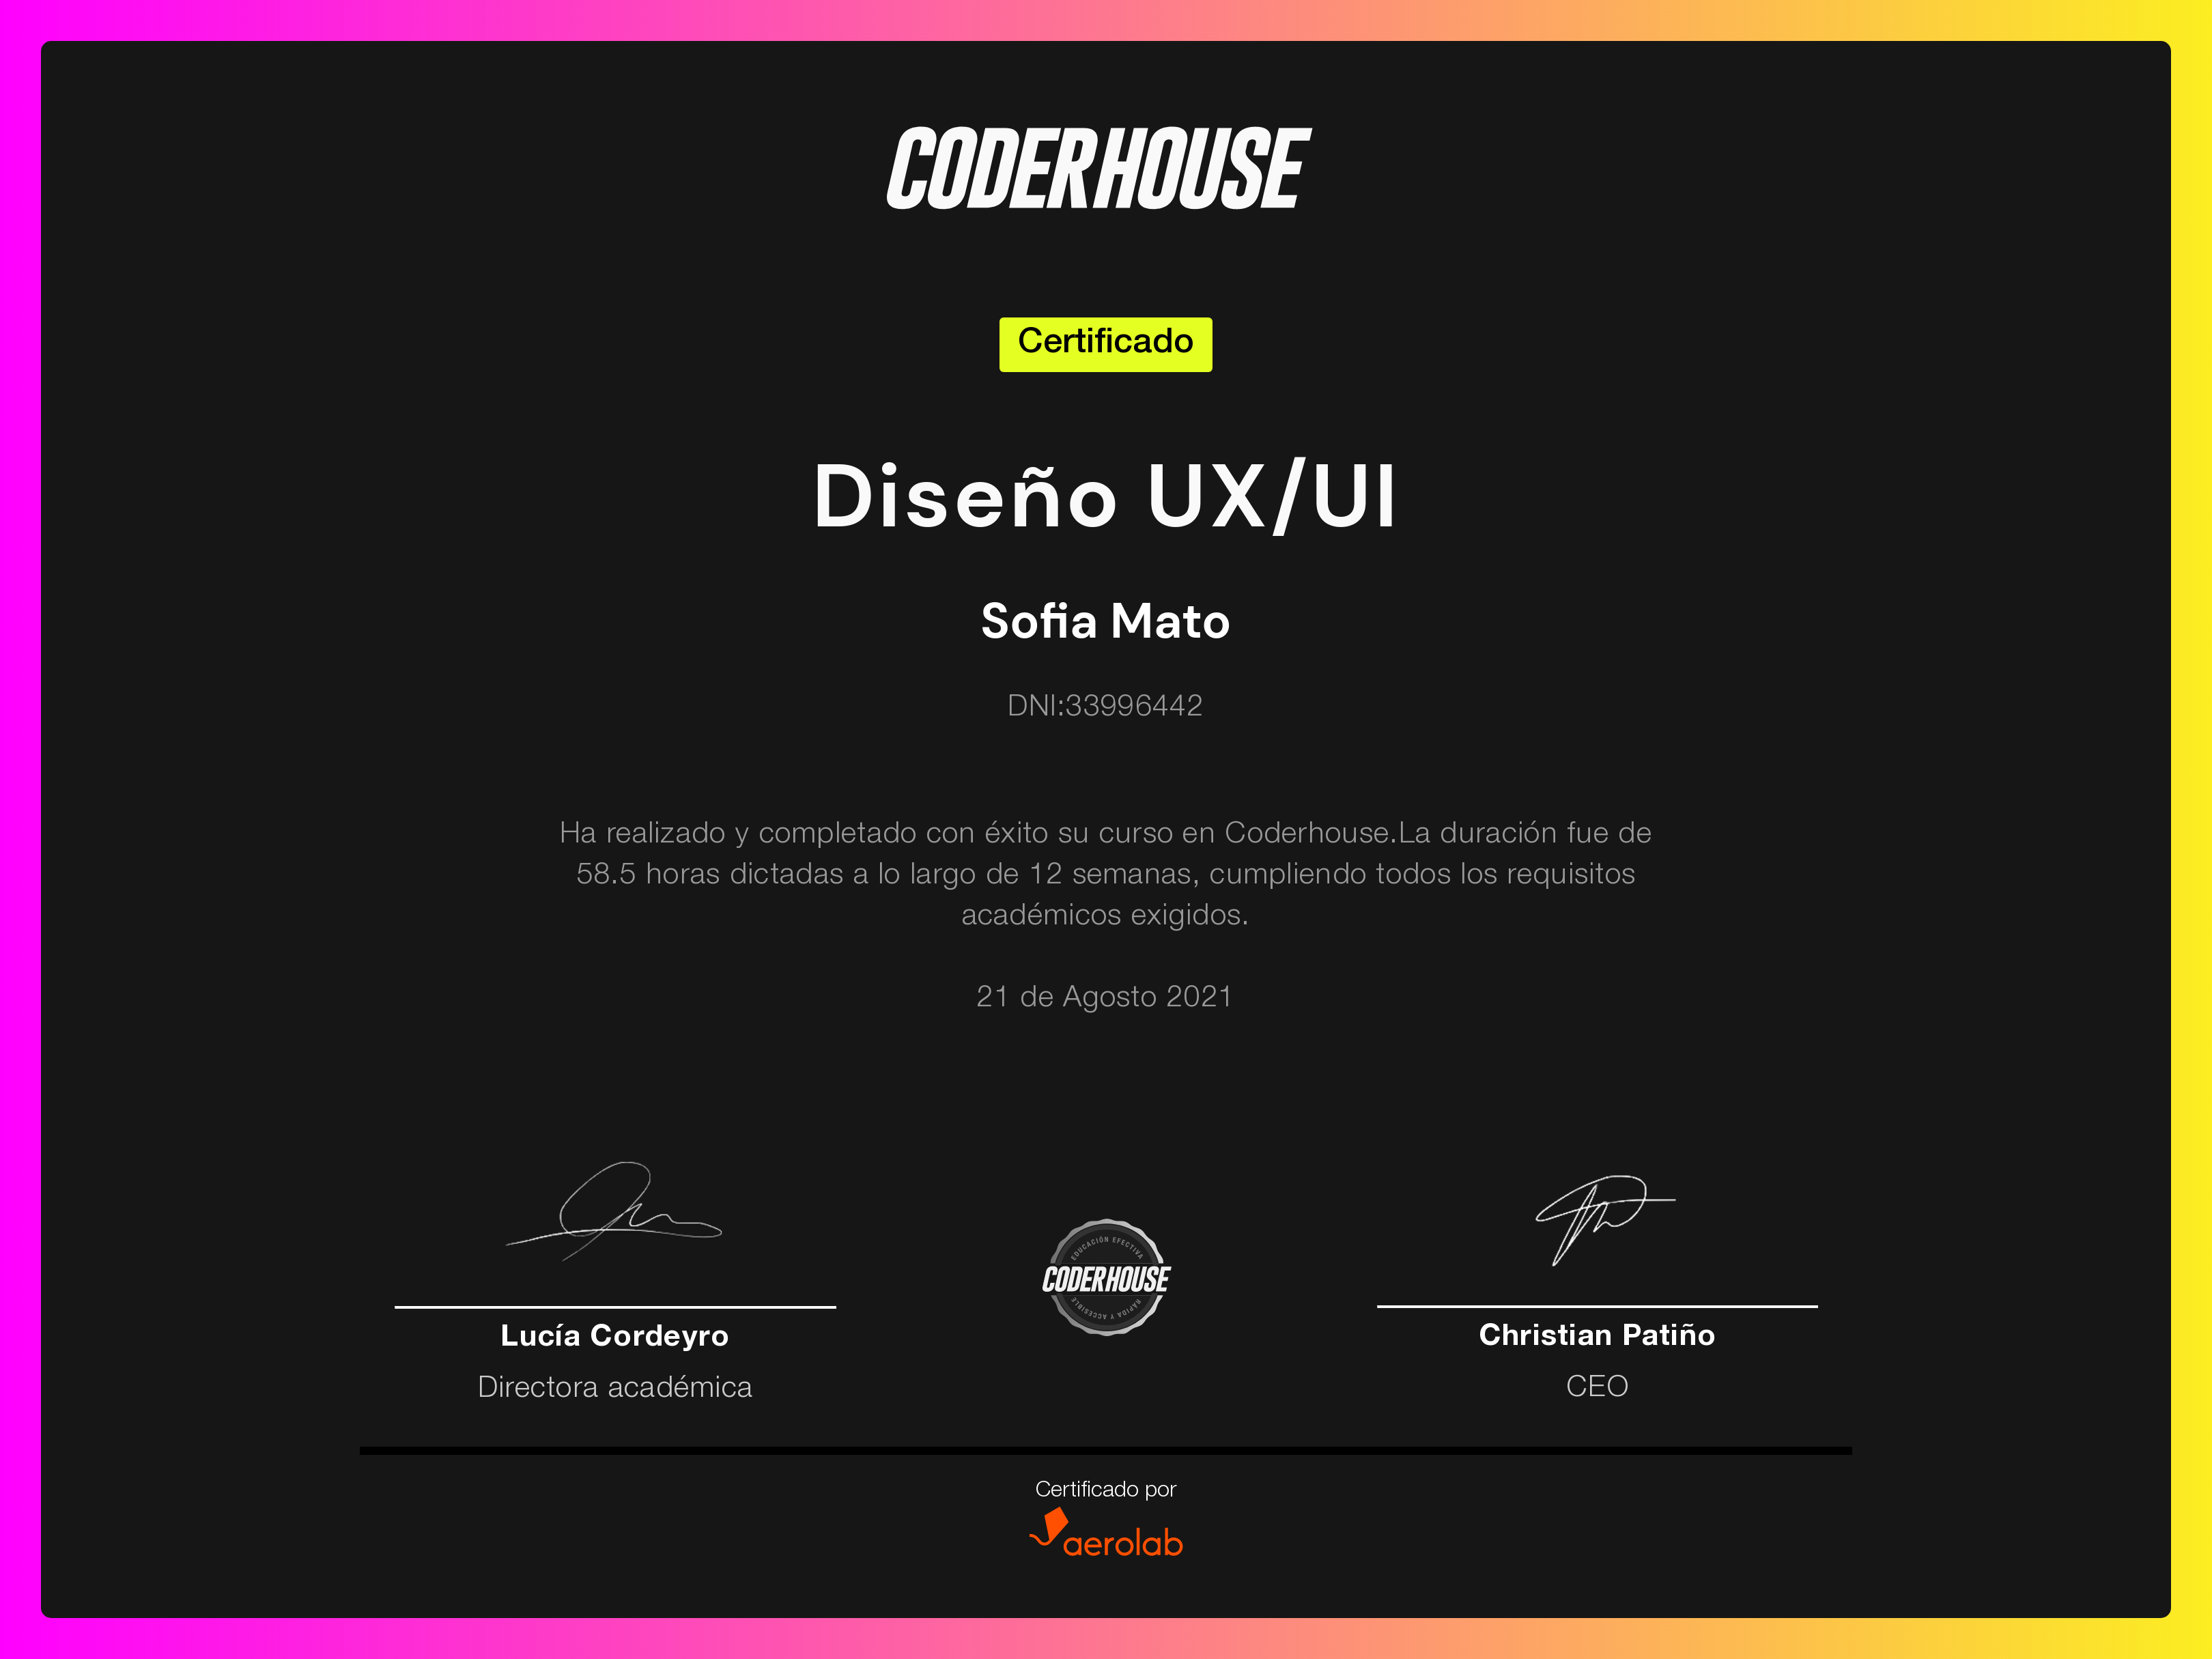 CODERHOUSE
Certificado
Diseño UX/UI
Sofia Mato
DNI:33996442
Ha realizado y completado con éxito su curso en Coderhouse.La duración fue de
58.5 horas dictadas a lo largo de 12 semanas, cumpliendo todos los requisitos
académicos exigidos.
21 de Agosto 2021
EDUCACIÓN EFECTIVA
CODERHOUSE
RÁPIDA Y ACCESIBLE
Lucía Cordeyro
Directora académica
Christian Patiño
CEO
Certificado por
aerolab